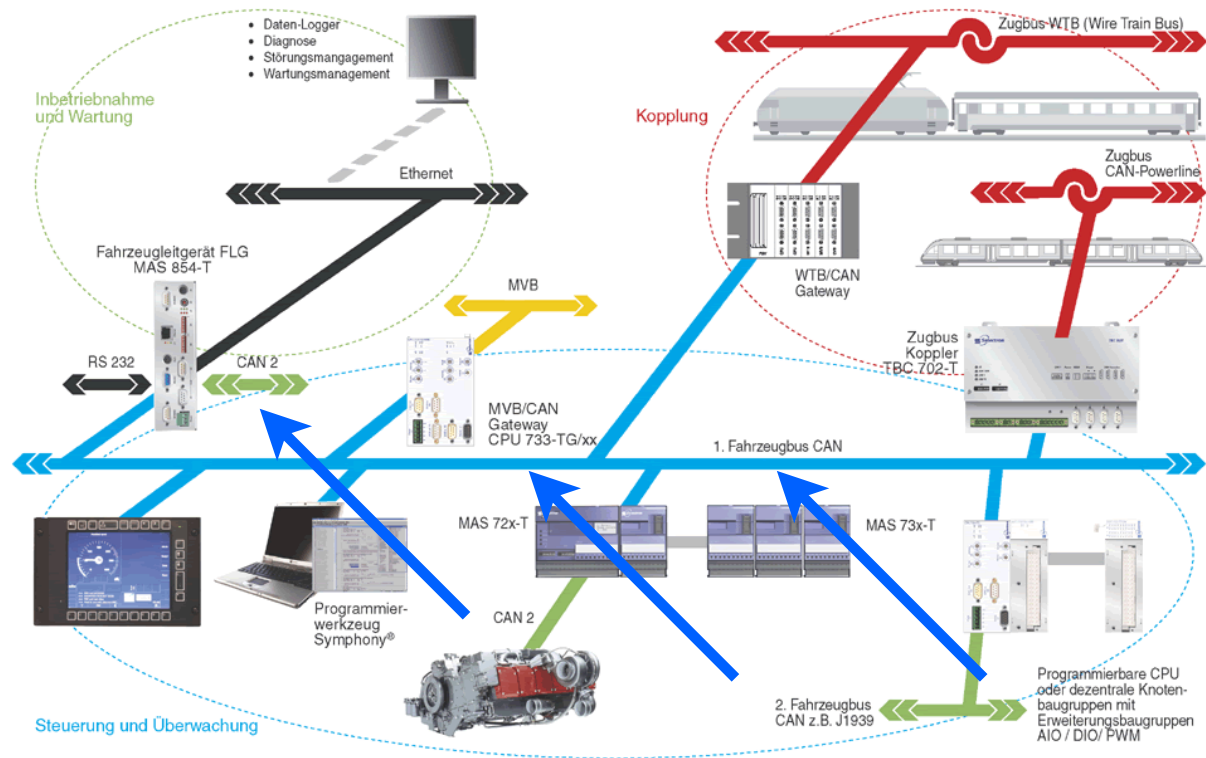 • Daten-Logger
• Diagnose
• Störungsmangagement
• Wartungsmanagement
Inbetriebnahme
und Wartung
Zugbus-WTB (Wire Train Bus)
Kopplung
Zugbus
CAN-Powerline
Ethernet
Fahrzeugleitgerät FLG
MAS 854-T
WTB/CAN
Gateway
MVB
RS 232
CAN 2
Zugbus
Koppler
TBC 702-T
MVB/CAN
Gateway
CPU 733-TG/xx
1. Fahrzeugbus CAN
MAS 72x-T
MAS 73x-T
Programmier-
werkzeug
Symphony®
CAN 2
Steuerung und Überwachung
2. Fahrzeugbus
CAN z.B. J1939
Programmierbare CPU
oder dezentrale Knoten-
baugruppen mit
Erweiterungsbaugruppen
AIO / DIO/ PWM